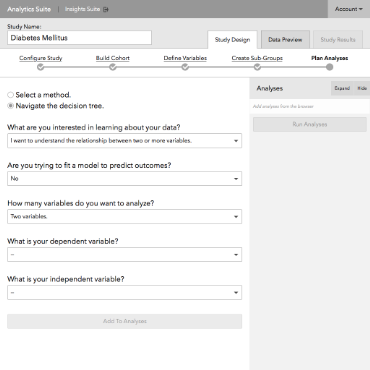 Analytics Suite | Insights Suite Account
Study Name:
Diabetes Mellitus
Study Design Data Preview Study Results
Configure Study Build Cohort Define Variables Create Sub-Groups Plan Analyses
Select a method.
Navigate the decision tree.
Analyses Expand Hide
Add analyses from the browser
Run Analyses
What are you interested in learning about your data?
I want to understand the relationship between two or more variables.
Are you trying to fit a model to predict outcomes?
No
How many variables do you want to analyze?
Two variables.
What is your dependent variable?
--
What is your independent variable?
--
Add To Analyses